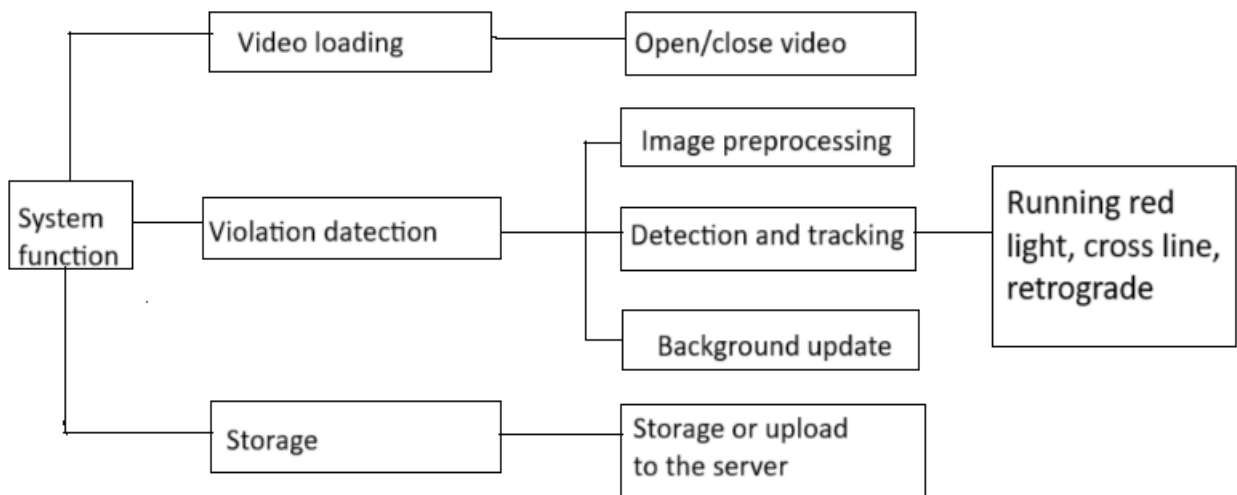 Video loading
Open/close video
Image preprocessing
System
function
Violation datection
Detection and tracking
Running red
light, cross line,
retrograde
Background update
Storage
Storage or upload
to the server